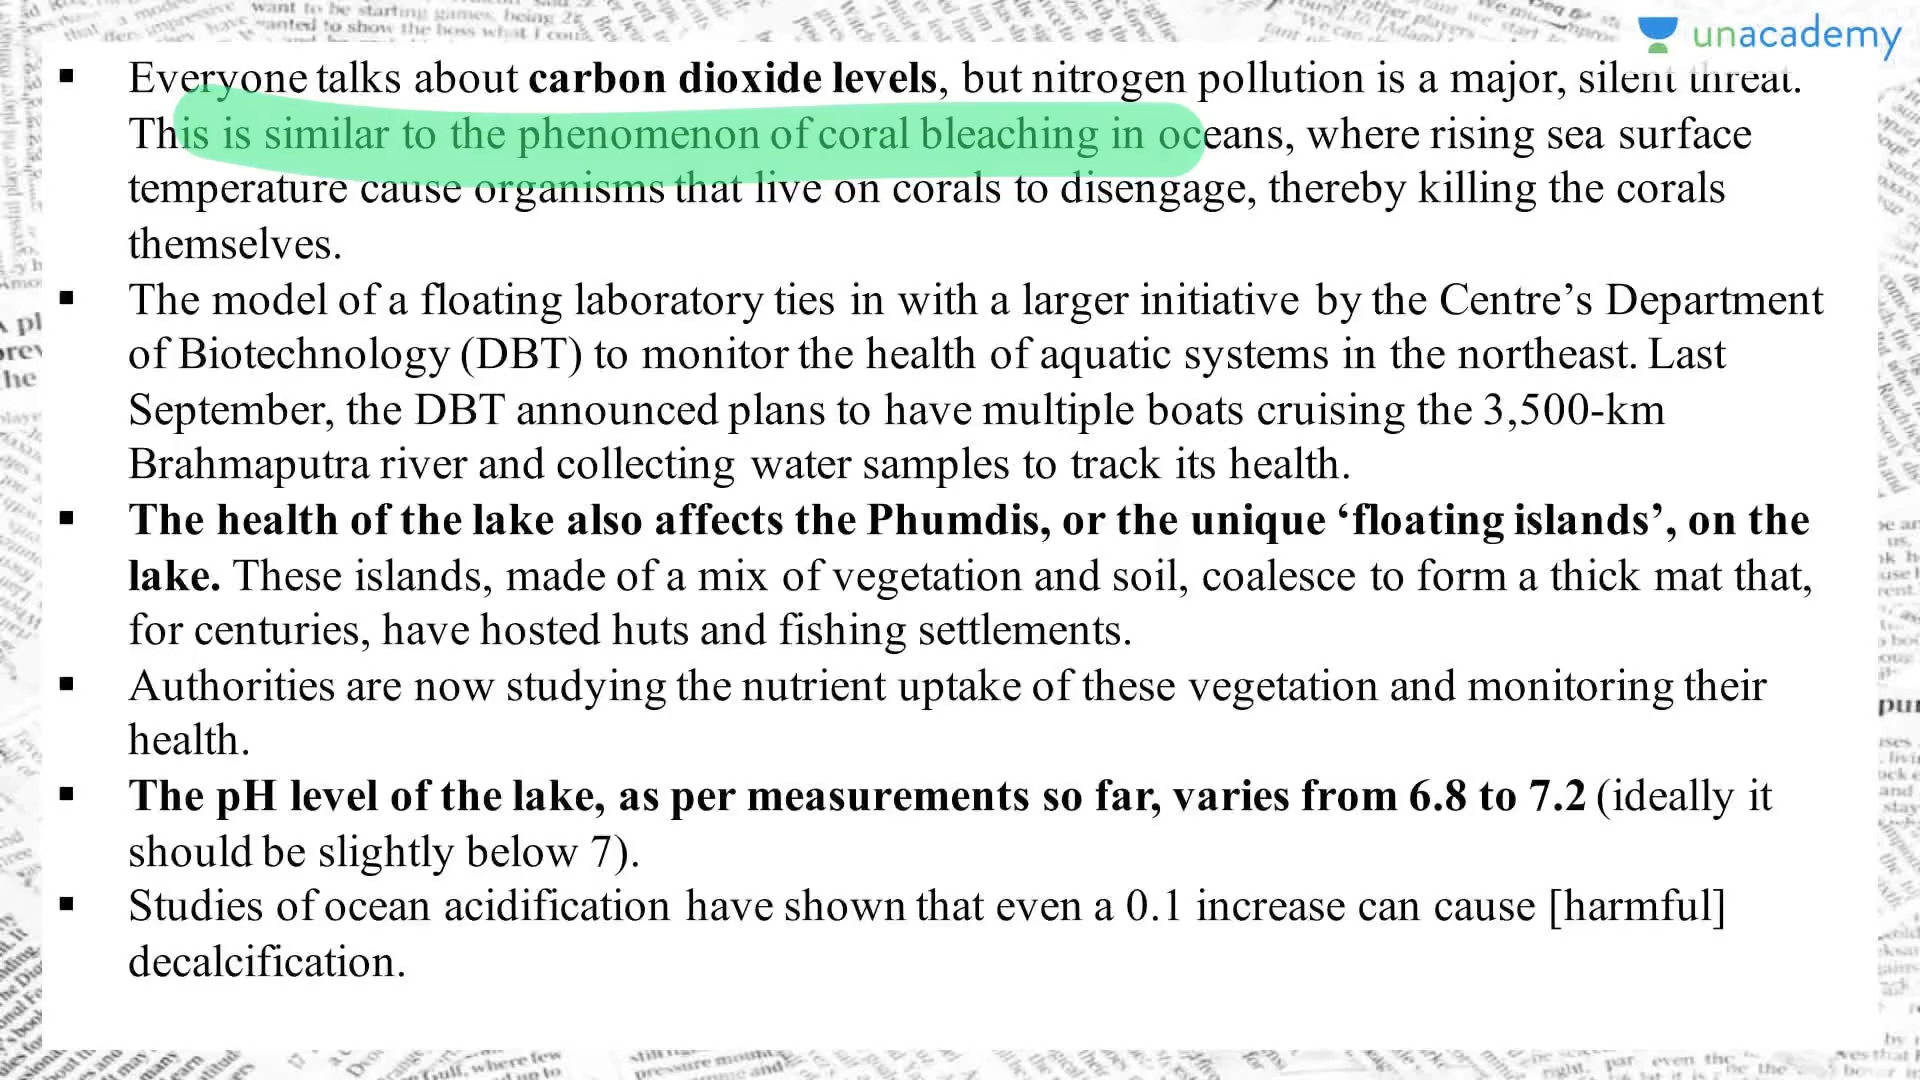 unacademy
▪ Everyone talks about carbon dioxide levels, but nitrogen pollution is a major, silent threat.
This is similar to the phenomenon of coral bleaching in oceans, where rising sea surface
temperature cause organisms that live on corals to disengage, thereby killing the corals
themselves.
▪ The model of a floating laboratory ties in with a larger initiative by the Centre’s Department
of Biotechnology (DBT) to monitor the health of aquatic systems in the northeast. Last
September, the DBT announced plans to have multiple boats cruising the 3,500-km
Brahmaputra river and collecting water samples to track its health.
▪ The health of the lake also affects the Phumdis, or the unique ‘floating islands’, on the
lake. These islands, made of a mix of vegetation and soil, coalesce to form a thick mat that,
for centuries, have hosted huts and fishing settlements.
▪ Authorities are now studying the nutrient uptake of these vegetation and monitoring their
health.
▪ The pH level of the lake, as per measurements so far, varies from 6.8 to 7.2 (ideally it
should be slightly below 7).
▪ Studies of ocean acidification have shown that even a 0.1 increase can cause [harmful]
decalcification.